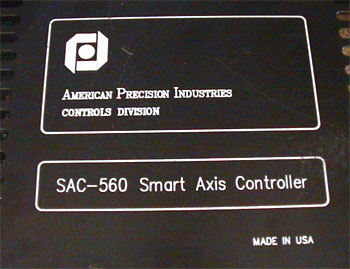 AMERICAN PRECISION INDUSTRIES
CONTROLS DIVISION
SAC-560 Smart Axis Controller
MADE IN USA